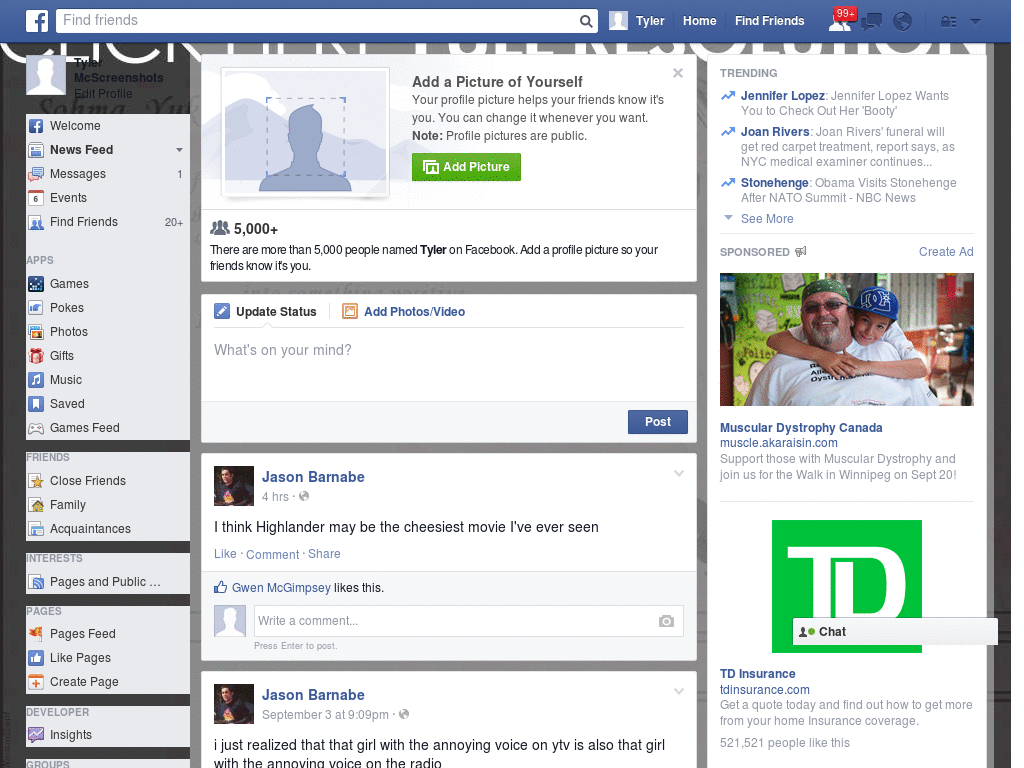 Find friends
Tyler
Home
Find Friends
99+
CLICK HERE FULL RESOLUTION
Tyler
McScreenshots
Edit Profile
Welcome
News Feed
Messages 1
Events
Find Friends 20+
APPS
Games
Pokes
Photos
Gifts
Music
Saved
Games Feed
FRIENDS
Close Friends
Family
Acquaintances
INTERESTS
Pages and Public ...
PAGES
Pages Feed
Like Pages
Create Page
DEVELOPER
Insights
GROUPS
Add a Picture of Yourself
Your profile picture helps your friends know it's
you. You can change it whenever you want.
Note: Profile pictures are public.
Add Picture
5,000+
There are more than 5,000 people named Tyler on Facebook. Add a profile picture so your
friends know it's you.
Update Status
Add Photos/Video
What's on your mind?
Post
Jason Barnabe
4 hrs ·
I think Highlander may be the cheesiest movie I've ever seen
Like · Comment · Share
Gwen McGimpsey likes this.
Write a comment...
Press Enter to post.
Jason Barnabe
September 3 at 9:09pm ·
i just realized that that girl with the annoying voice on ytv is also that girl
with the annoying voice on the radio
TRENDING
Jennifer Lopez: Jennifer Lopez Wants
You to Check Out Her 'Booty'
Joan Rivers: Joan Rivers' funeral will
get red carpet treatment, report says, as
NYC medical examiner continues...
Stonehenge: Obama Visits Stonehenge
After NATO Summit - NBC News
See More
SPONSORED
Create Ad
Muscular Dystrophy Canada
muscle.akaraisin.com
Support those with Muscular Dystrophy and
join us for the Walk in Winnipeg on Sept 20!
TD
Chat
TD Insurance
tdinsurance.com
Get a quote today and find out how to get more
from your home Insurance coverage.
521,521 people like this